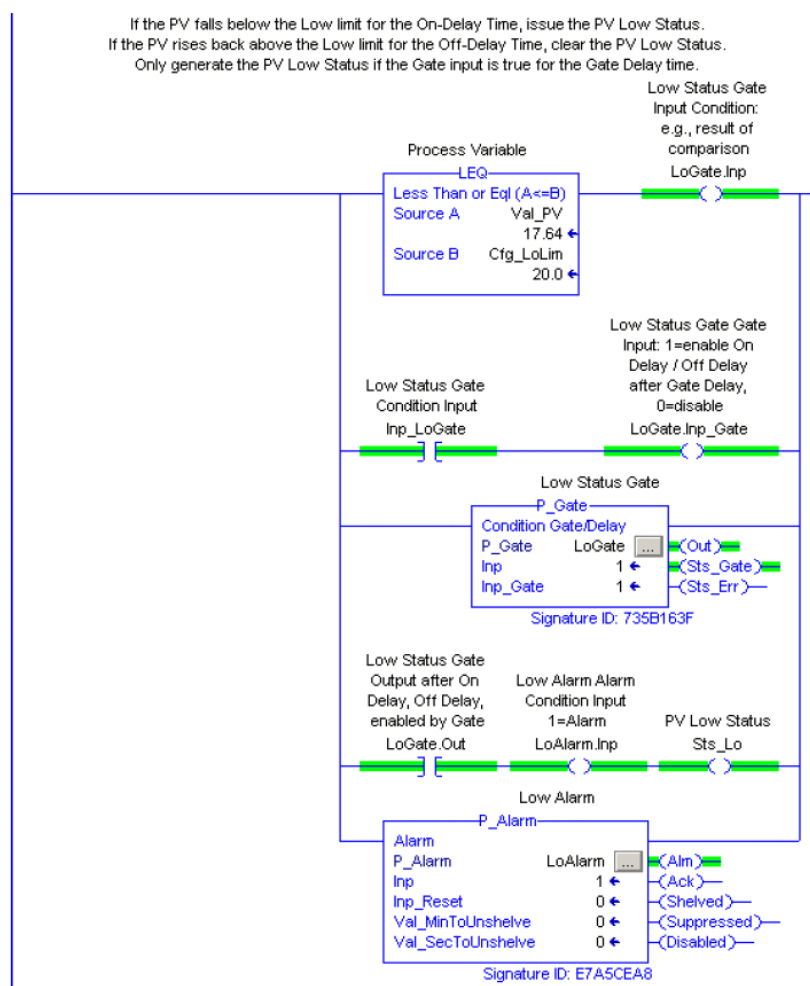 If the PV falls below the Low limit for the On-Delay Time, issue the PV Low Status.
If the PV rises back above the Low limit for the Off-Delay Time, clear the PV Low Status.
Only generate the PV Low Status if the Gate input is true for the Gate Delay time.
Low Status Gate
Input Condition:
e.g., result of
comparison
LoGate.Inp
Process Variable
LEQ
Less Than or Eql (A<=B)
Source A Val_PV
17.64
Source B Cfg_LoLim
20.0
Low Status Gate Gate
Input: 1=enable On
Delay / Off Delay
after Gate Delay,
0=disable
LoGate.Inp_Gate
Low Status Gate
Condition Input
Inp_LoGate
Low Status Gate
P_Gate
Condition Gate/Delay
P_Gate LoGate ...
Inp 1
Inp_Gate 1
(Out)
(Sts_Gate)
(Sts_Err)
Signature ID: 735B163F
Low Status Gate
Output after On
Delay, Off Delay,
enabled by Gate
LoGate.Out
Low Alarm Alarm
Condition Input
1=Alarm
LoAlarm.Inp
PV Low Status
Sts_Lo
Low Alarm
P_Alarm
Alarm
P_Alarm LoAlarm ...
Inp 1
Inp_Reset 0
Val_MinToUnshelve 0
Val_SecToUnshelve 0
(Alm)
(Ack)
(Shelved)
(Suppressed)
(Disabled)
Signature ID: E7A5CEA8